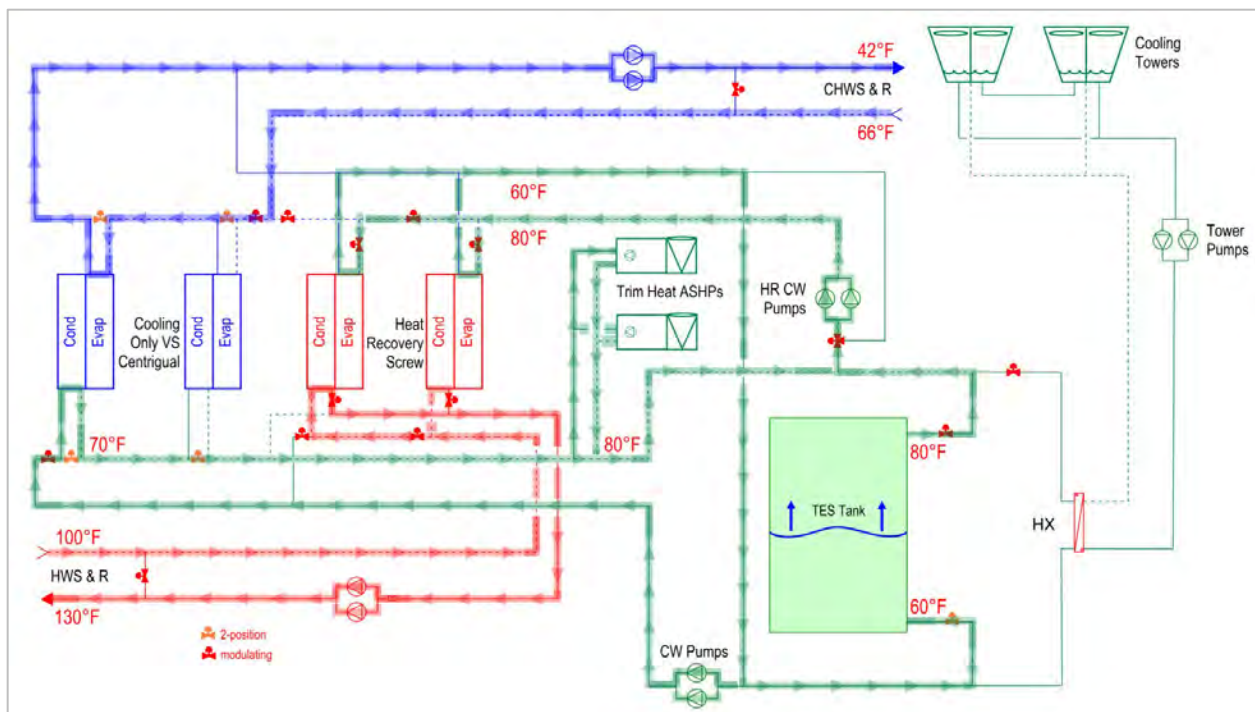 42°F
Cooling
Towers
CHWS & R
66°F
60°F
80°F
Tower
Pumps
Trim Heat ASHPs
HR CW
Pumps
Cond
Evap
Cooling
Only VS
Centrigual
Cond
Evap
Heat
Recovery
Screw
Cond
Evap
Cond
Evap
70°F
80°F
80°F
TES Tank
HX
100°F
HWS & R
130°F
60°F
2-position
modulating
CW Pumps